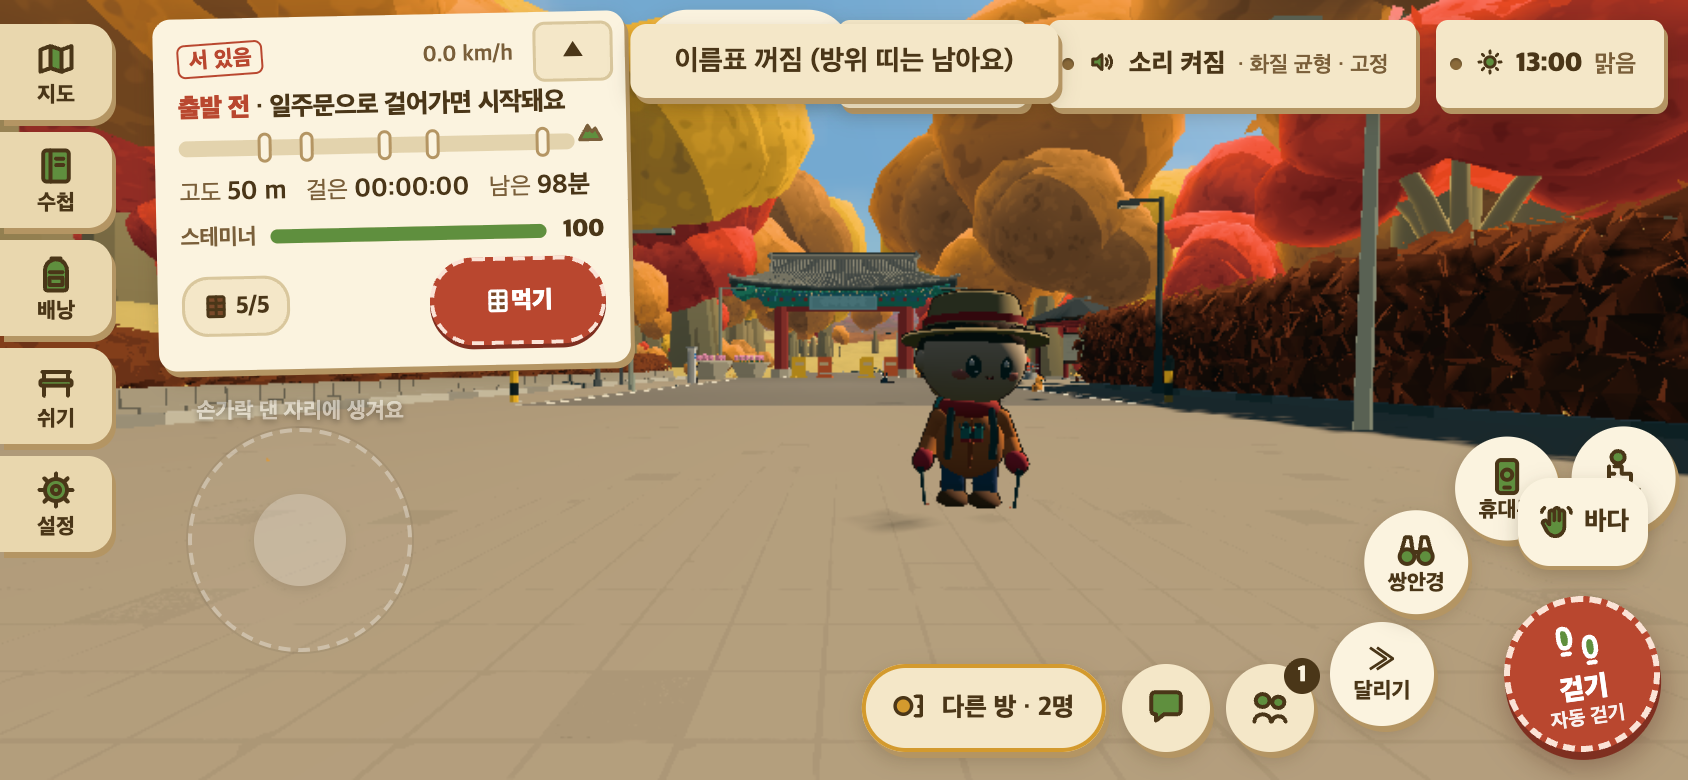 지도
수첩
배낭
쉬기
설정
서 있음
0.0 km/h
출발 전 · 일주문으로 걸어가면 시작돼요
고도 50 m 걸은 00:00:00 남은 98분
스테미너 100
5/5
먹기
이름표 꺼짐 (방위 띠는 남아요)
소리 켜짐 · 화질 균형 · 고정
13:00 맑음
손가락 댄 자리에 생겨요
바다
쌍안경
달리기
걷기
자동 걷기
다른 방 · 2명
1